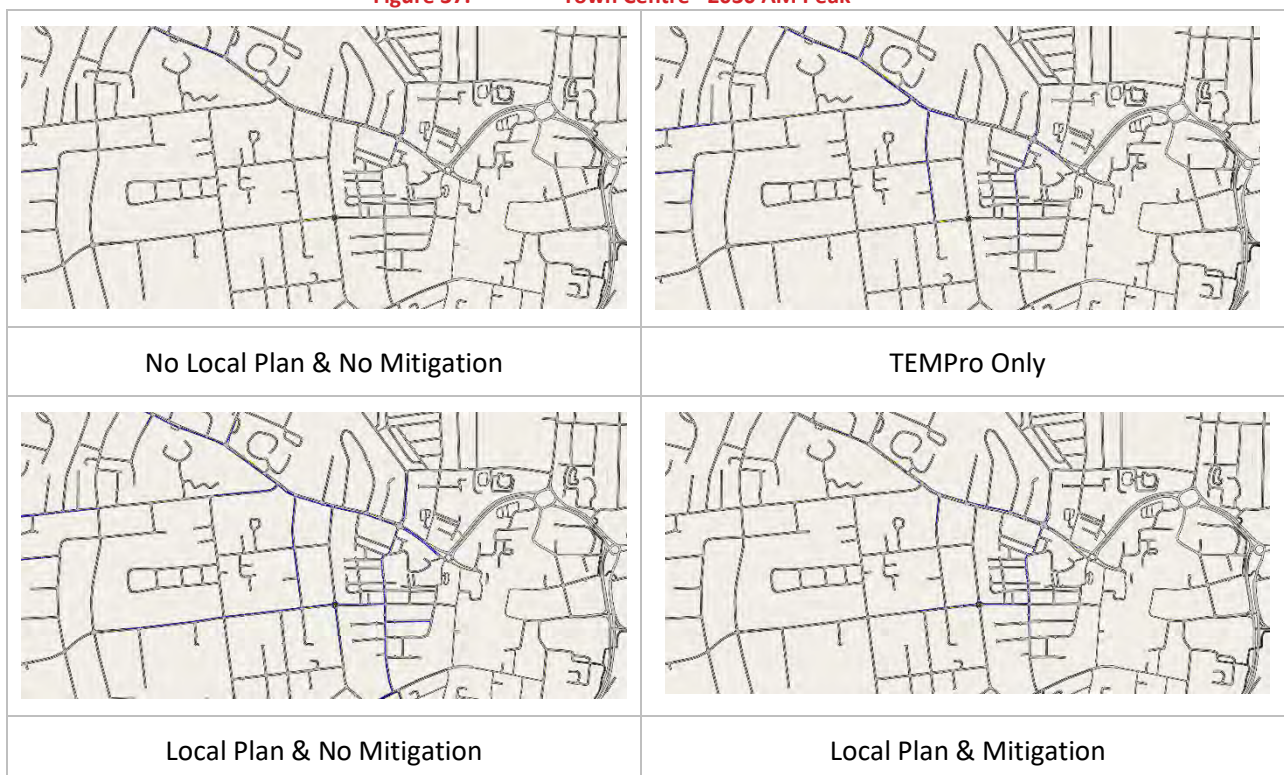 Town Centre - 2036 AM Peak
No Local Plan & No Mitigation
TEMPro Only
Local Plan & No Mitigation
Local Plan & Mitigation